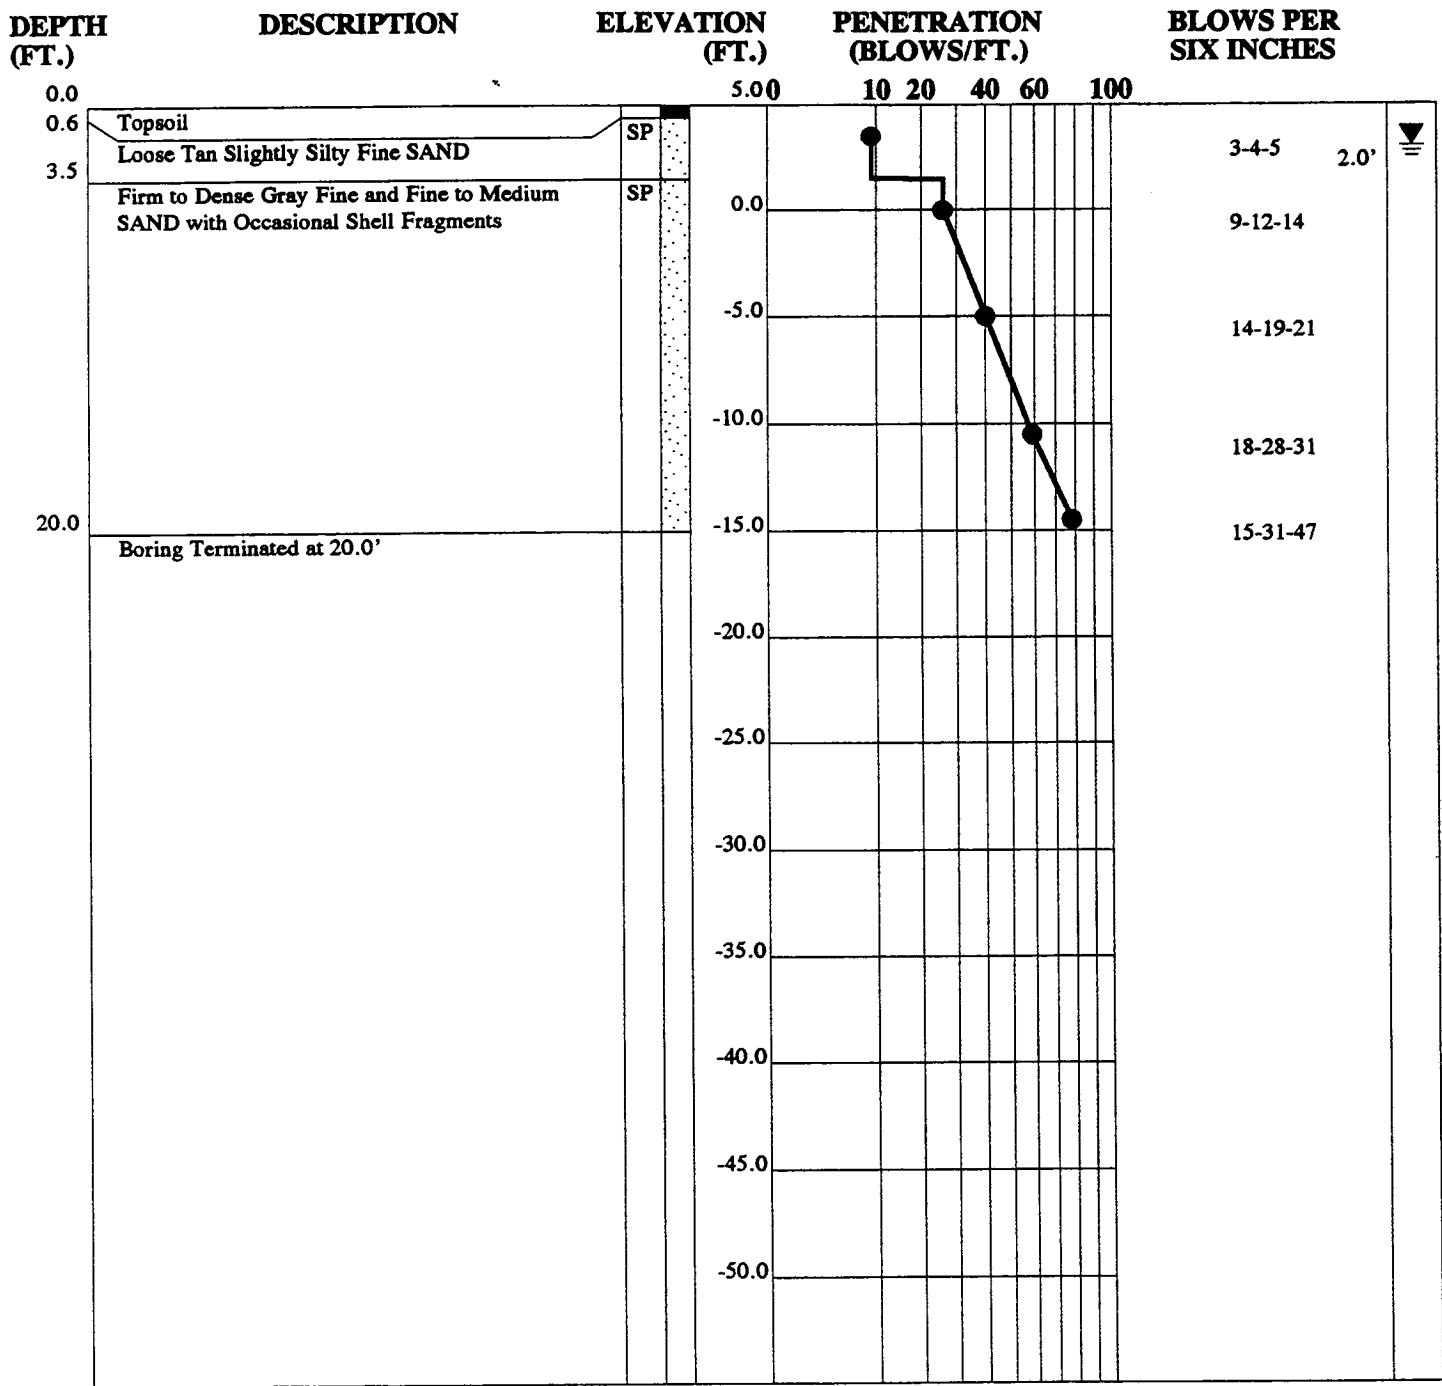 DEPTH (FT.) DESCRIPTION ELEVATION (FT.) PENETRATION (BLOWS/FT.) BLOWS PER SIX INCHES
0.0 5.0 0 10 20 40 60 100
0.6 Topsoil SP
Loose Tan Slightly Silty Fine SAND 3-4-5 2.0'
3.5
Firm to Dense Gray Fine and Fine to Medium SP
SAND with Occasional Shell Fragments 0.0 9-12-14
-5.0 14-19-21
-10.0 18-28-31
20.0 -15.0 15-31-47
Boring Terminated at 20.0'
-20.0
-25.0
-30.0
-35.0
-40.0
-45.0
-50.0